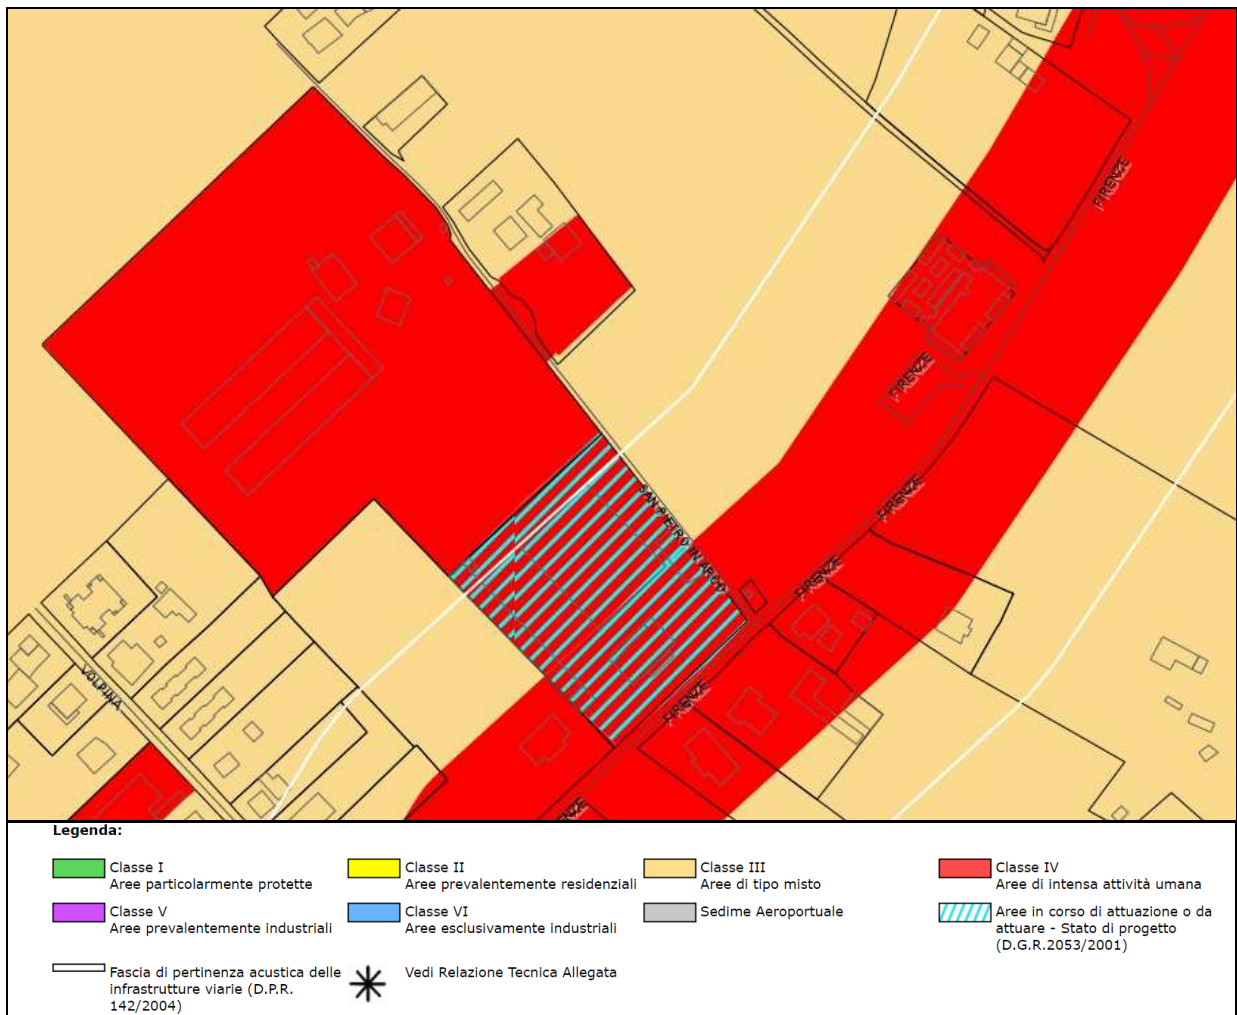 FIRENZE
FIRENZE
SAN PIETRO IN ARCO
FIRENZE
FIRENZE
VOLPINA
FIRENZE
FIRENZE
Legenda:
Classe I
Aree particolarmente protette
Classe II
Aree prevalentemente residenziali
Classe III
Aree di tipo misto
Classe IV
Aree di intensa attività umana
Classe V
Aree prevalentemente industriali
Classe VI
Aree esclusivamente industriali
Sedime Aeroportuale
Aree in corso di attuazione o da
attuare - Stato di progetto
(D.G.R.2053/2001)
Fascia di pertinenza acustica delle
infrastrutture viarie (D.P.R.
142/2004)
Vedi Relazione Tecnica Allegata